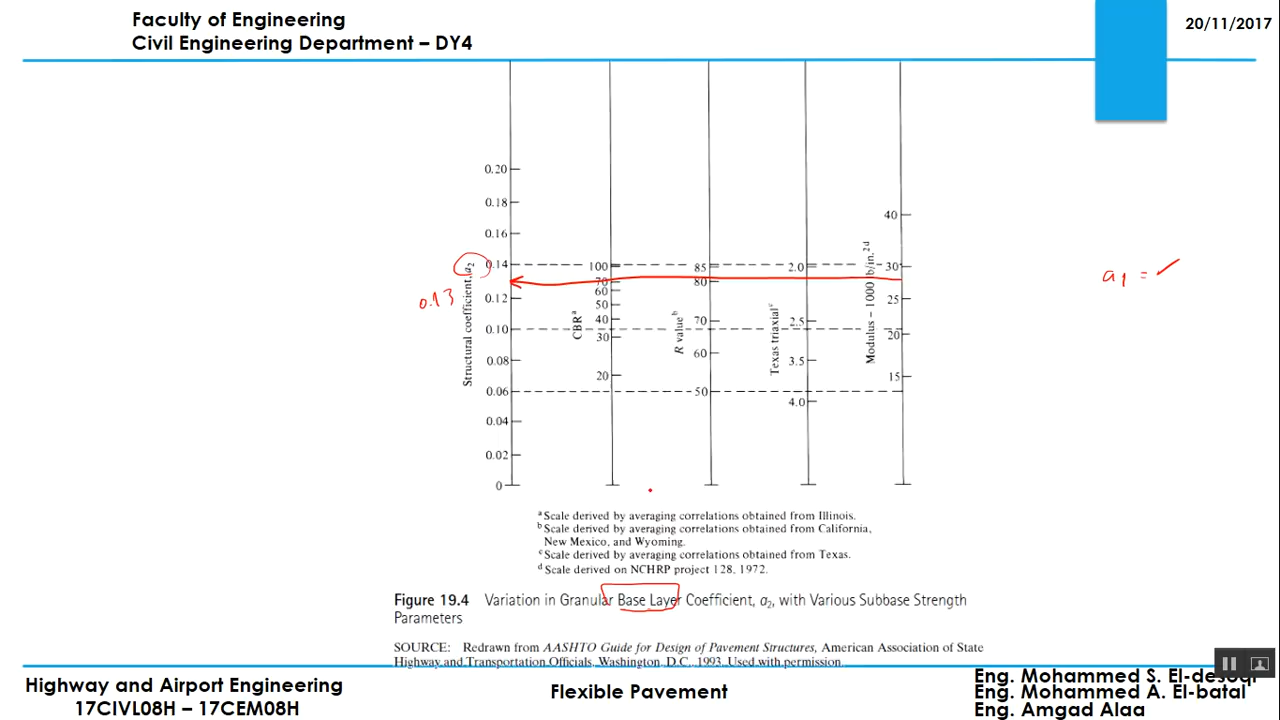 Faculty of Engineering
Civil Engineering Department – DY4
20/11/2017
0.20
0.18
0.16
0.14
0.12
0.10
0.08
0.06
0.04
0.02
0
Structural coefficient, a₂
0.13
100
70
60
50
40
30
20
CBRᵃ
85
80
70
60
50
R valueᵇ
2.0
2.5
3.5
4.0
Texas triaxialᶜ
40
30
25
20
15
Modulus – 1000 lb/in.²ᵈ
a₁ = ✓
ᵃ Scale derived by averaging correlations obtained from Illinois.
ᵇ Scale derived by averaging correlations obtained from California,
New Mexico, and Wyoming.
ᶜ Scale derived by averaging correlations obtained from Texas.
ᵈ Scale derived on NCHRP project 128, 1972.
Figure 19.4 Variation in Granular Base Layer Coefficient, a₂, with Various Subbase Strength
Parameters
SOURCE: Redrawn from AASHTO Guide for Design of Pavement Structures, American Association of State
Highway and Transportation Officials, Washington, D.C., 1993. Used with permission.
Highway and Airport Engineering
17CIVL08H – 17CEM08H
Flexible Pavement
Eng. Mohammed S. El-desoqi
Eng. Mohammed A. El-batal
Eng. Amgad Alaa